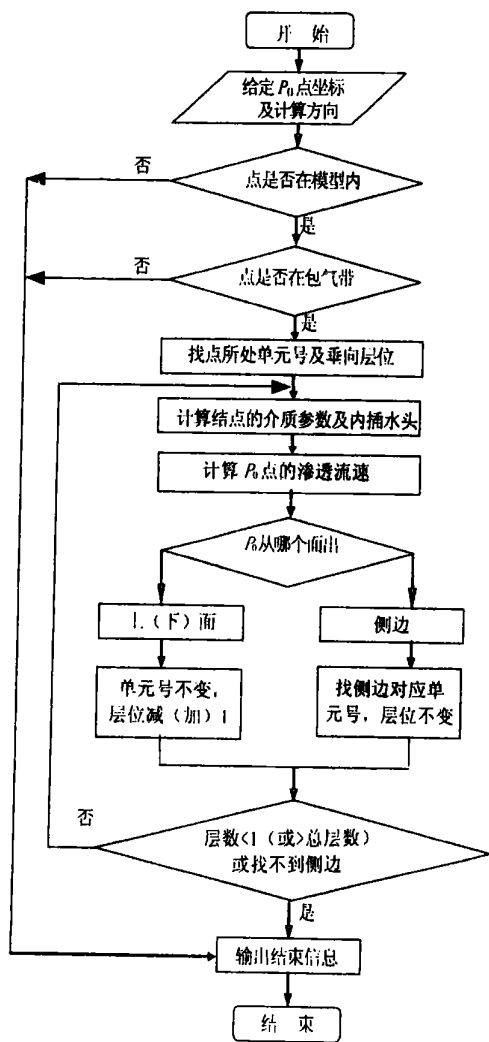 开 始
给定 P₀ 点坐标
及计算方向
否
点是否在模型内
是
否
点是否在包气带
是
找点所处单元号及垂向层位
计算结点的介质参数及内插水头
计算 P₀ 点的渗透流速
P₀从哪个面出
上（下）面
侧边
单元号不变，
层位减（加）1
找侧边对应单
元号，层位不变
否
层数<1（或>总层数）
或找不到侧边
是
输出结束信息
结 束